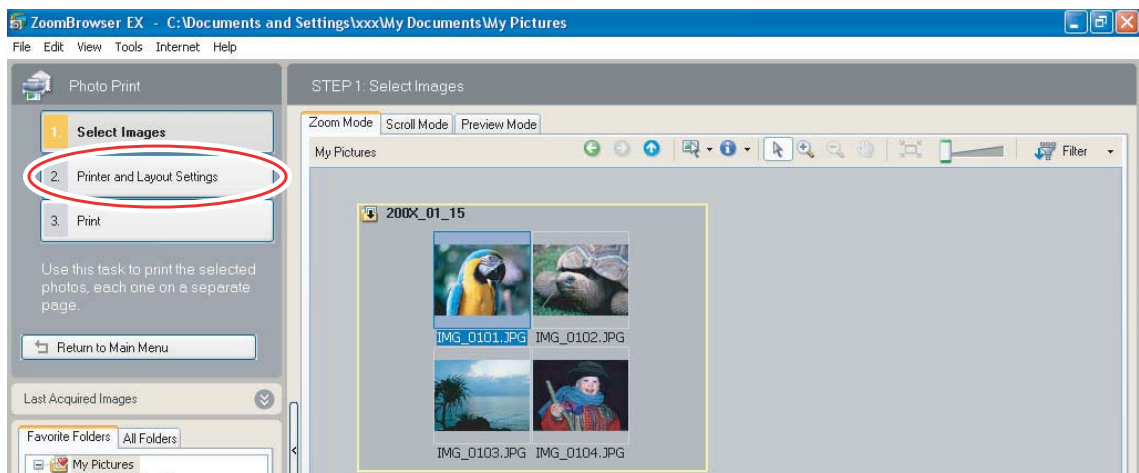 ZoomBrowser EX - C:\Documents and Settings\xxx\My Documents\My Pictures
File Edit View Tools Internet Help
Photo Print
1. Select Images
2. Printer and Layout Settings
3. Print
Use this task to print the selected
photos, each one on a separate
page.
Return to Main Menu
Last Acquired Images
Favorite Folders All Folders
My Pictures
STEP 1: Select Images
Zoom Mode Scroll Mode Preview Mode
My Pictures
Filter
200X_01_15
IMG_0101.JPG IMG_0102.JPG
IMG_0103.JPG IMG_0104.JPG